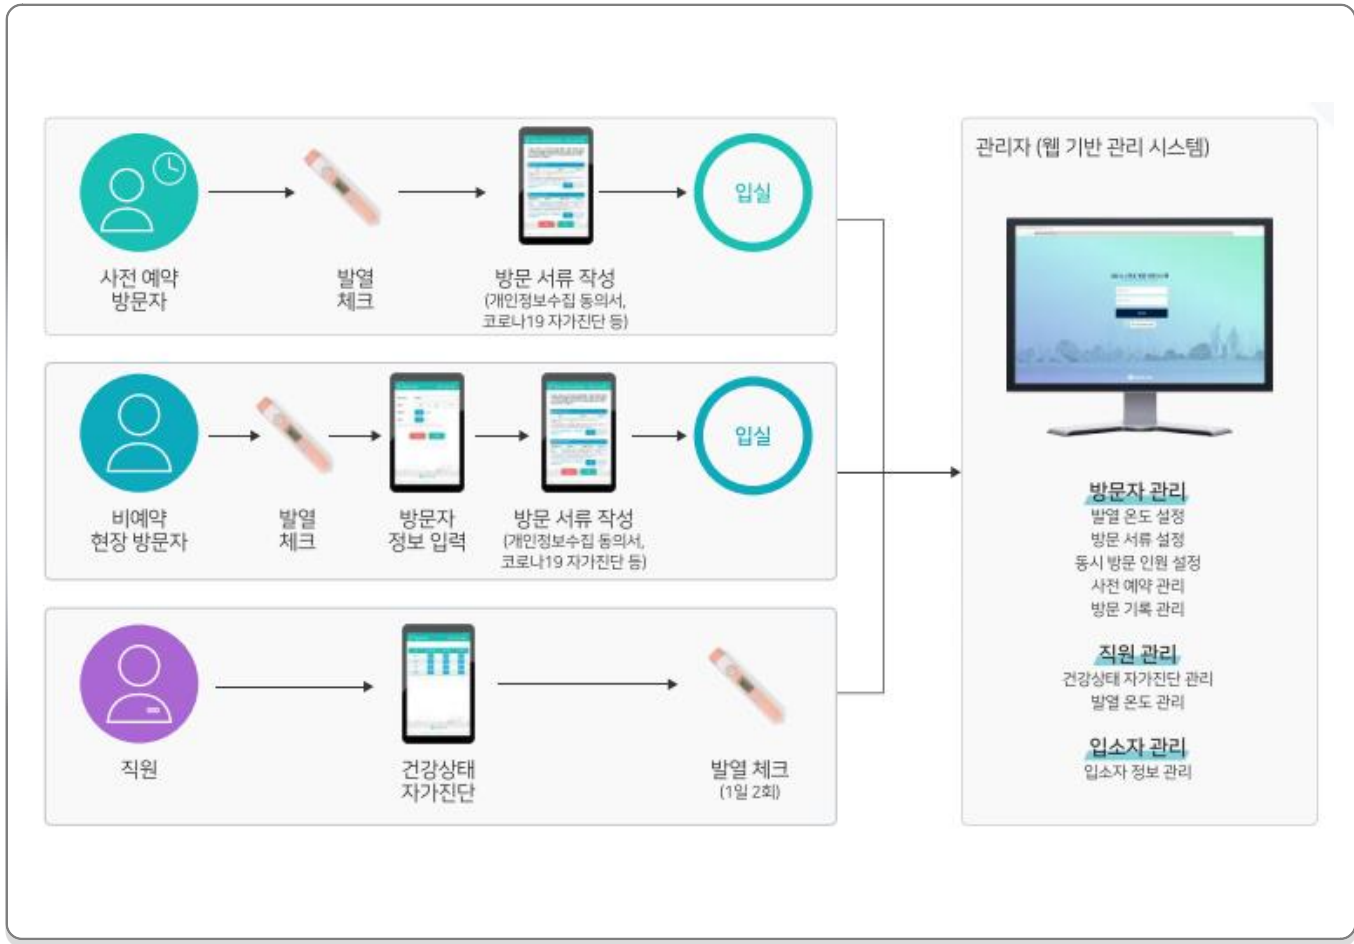 사전 예약
방문자
발열
체크
방문 서류 작성
(개인정보수집 동의서,
코로나19 자가진단 등)
입실
비예약
현장 방문자
발열
체크
방문자
정보 입력
방문 서류 작성
(개인정보수집 동의서,
코로나19 자가진단 등)
입실
직원
건강상태
자가진단
발열 체크
(1일 2회)
관리자 (웹 기반 관리 시스템)
방문자 관리
발열 온도 설정
방문 서류 설정
동시 방문 인원 설정
사전 예약 관리
방문 기록 관리
직원 관리
건강상태 자가진단 관리
발열 온도 관리
입소자 관리
입소자 정보 관리